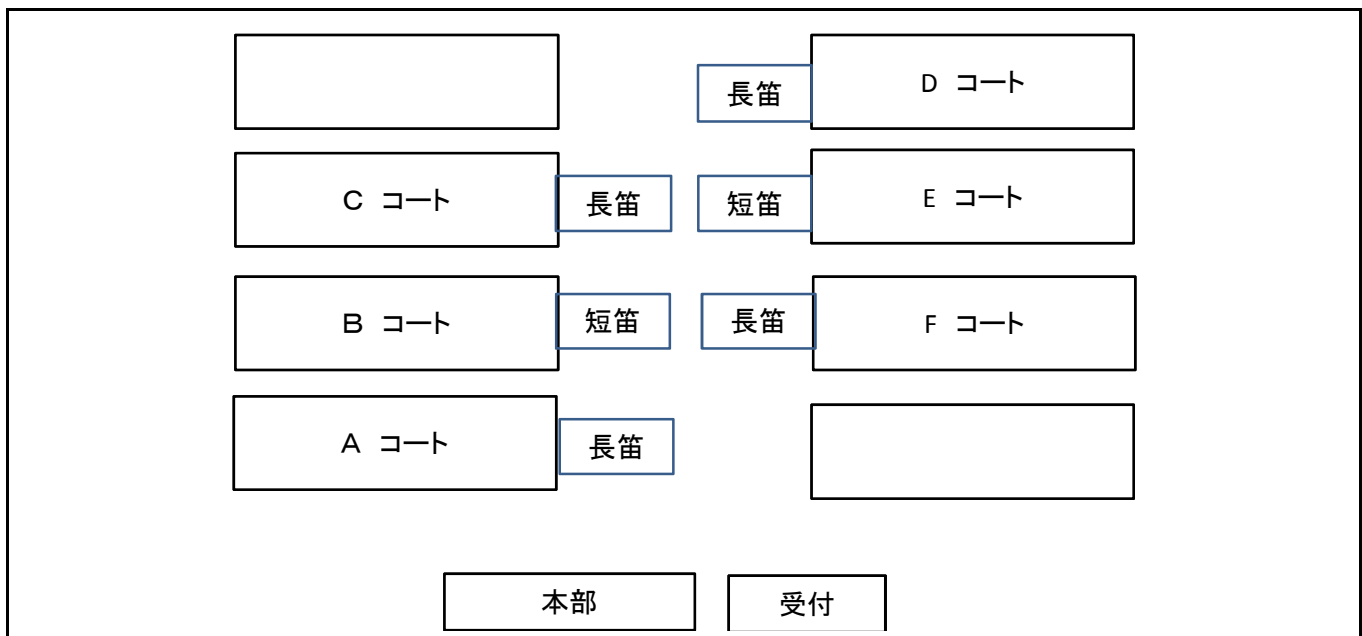 長笛 D コート
C コート 長笛 短笛 E コート
B コート 短笛 長笛 F コート
A コート 長笛
本部 受付